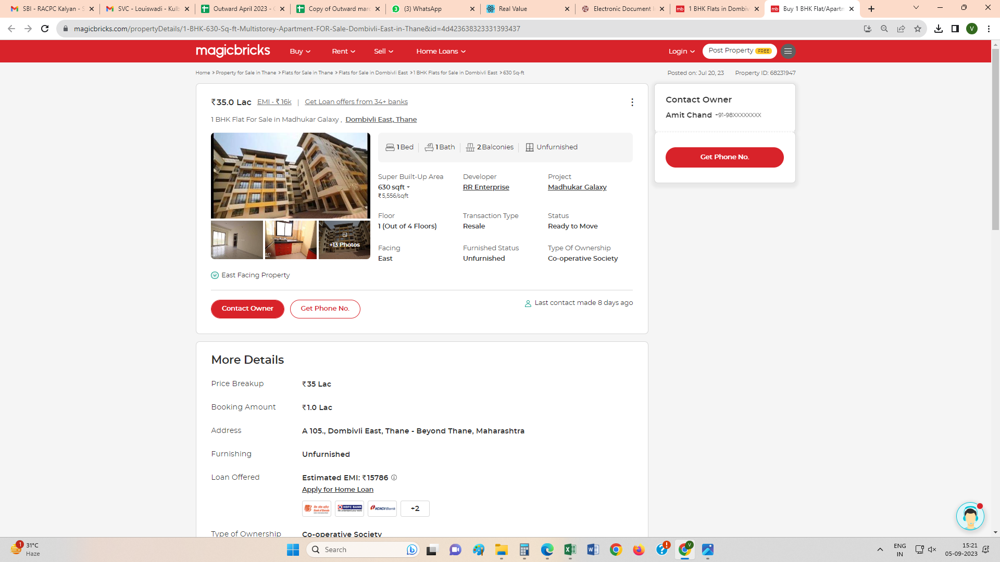 SBI - RACPC Kalyan - S
SVC - Louiswadi - Kulb
Outward April 2023 - G
Copy of Outward marc
(3) WhatsApp
Real Value
Electronic Document I
1 BHK Flats in Dombiv
Buy 1 BHK Flat/Apartm
magicbricks.com/propertyDetails/1-BHK-630-Sq-ft-Multistorey-Apartment-FOR-Sale-Dombivli-East-in-Thane&id=4d423638323331393437
V
magicbricks
Buy
Rent
Sell
Home Loans
Login
Post Property FREE
Home > Property for Sale in Thane > Flats for Sale in Thane > Flats for Sale in Dombivli East > 1 BHK Flats for Sale in Dombivli East > 630 Sq-ft
Posted on: Jul 20, 23 Property ID: 68231947
₹35.0 Lac EMI - ₹ 16k | Get Loan offers from 34+ banks
1 BHK Flat For Sale in Madhukar Galaxy , Dombivli East, Thane
1 Bed
1 Bath
2 Balconies
Unfurnished
Super Built-Up Area
630 sqft
₹5,556/sqft
Developer
RR Enterprise
Project
Madhukar Galaxy
Floor
1 (Out of 4 Floors)
Transaction Type
Resale
Status
Ready to Move
Facing
East
Furnished Status
Unfurnished
Type Of Ownership
Co-operative Society
+13 Photos
East Facing Property
Contact Owner
Get Phone No.
Last contact made 8 days ago
Contact Owner
Amit Chand +91-98XXXXXXXX
Get Phone No.
More Details
Price Breakup ₹35 Lac
Booking Amount ₹1.0 Lac
Address A 105., Dombivli East, Thane - Beyond Thane, Maharashtra
Furnishing Unfurnished
Loan Offered Estimated EMI: ₹15786
Apply for Home Loan
Bank of Baroda
HDFC BANK
ICICI Bank
+2
Type of Ownership Co-operative Society
1
31°C
Haze
Search
V
ENG
IN
15:21
05-09-2023